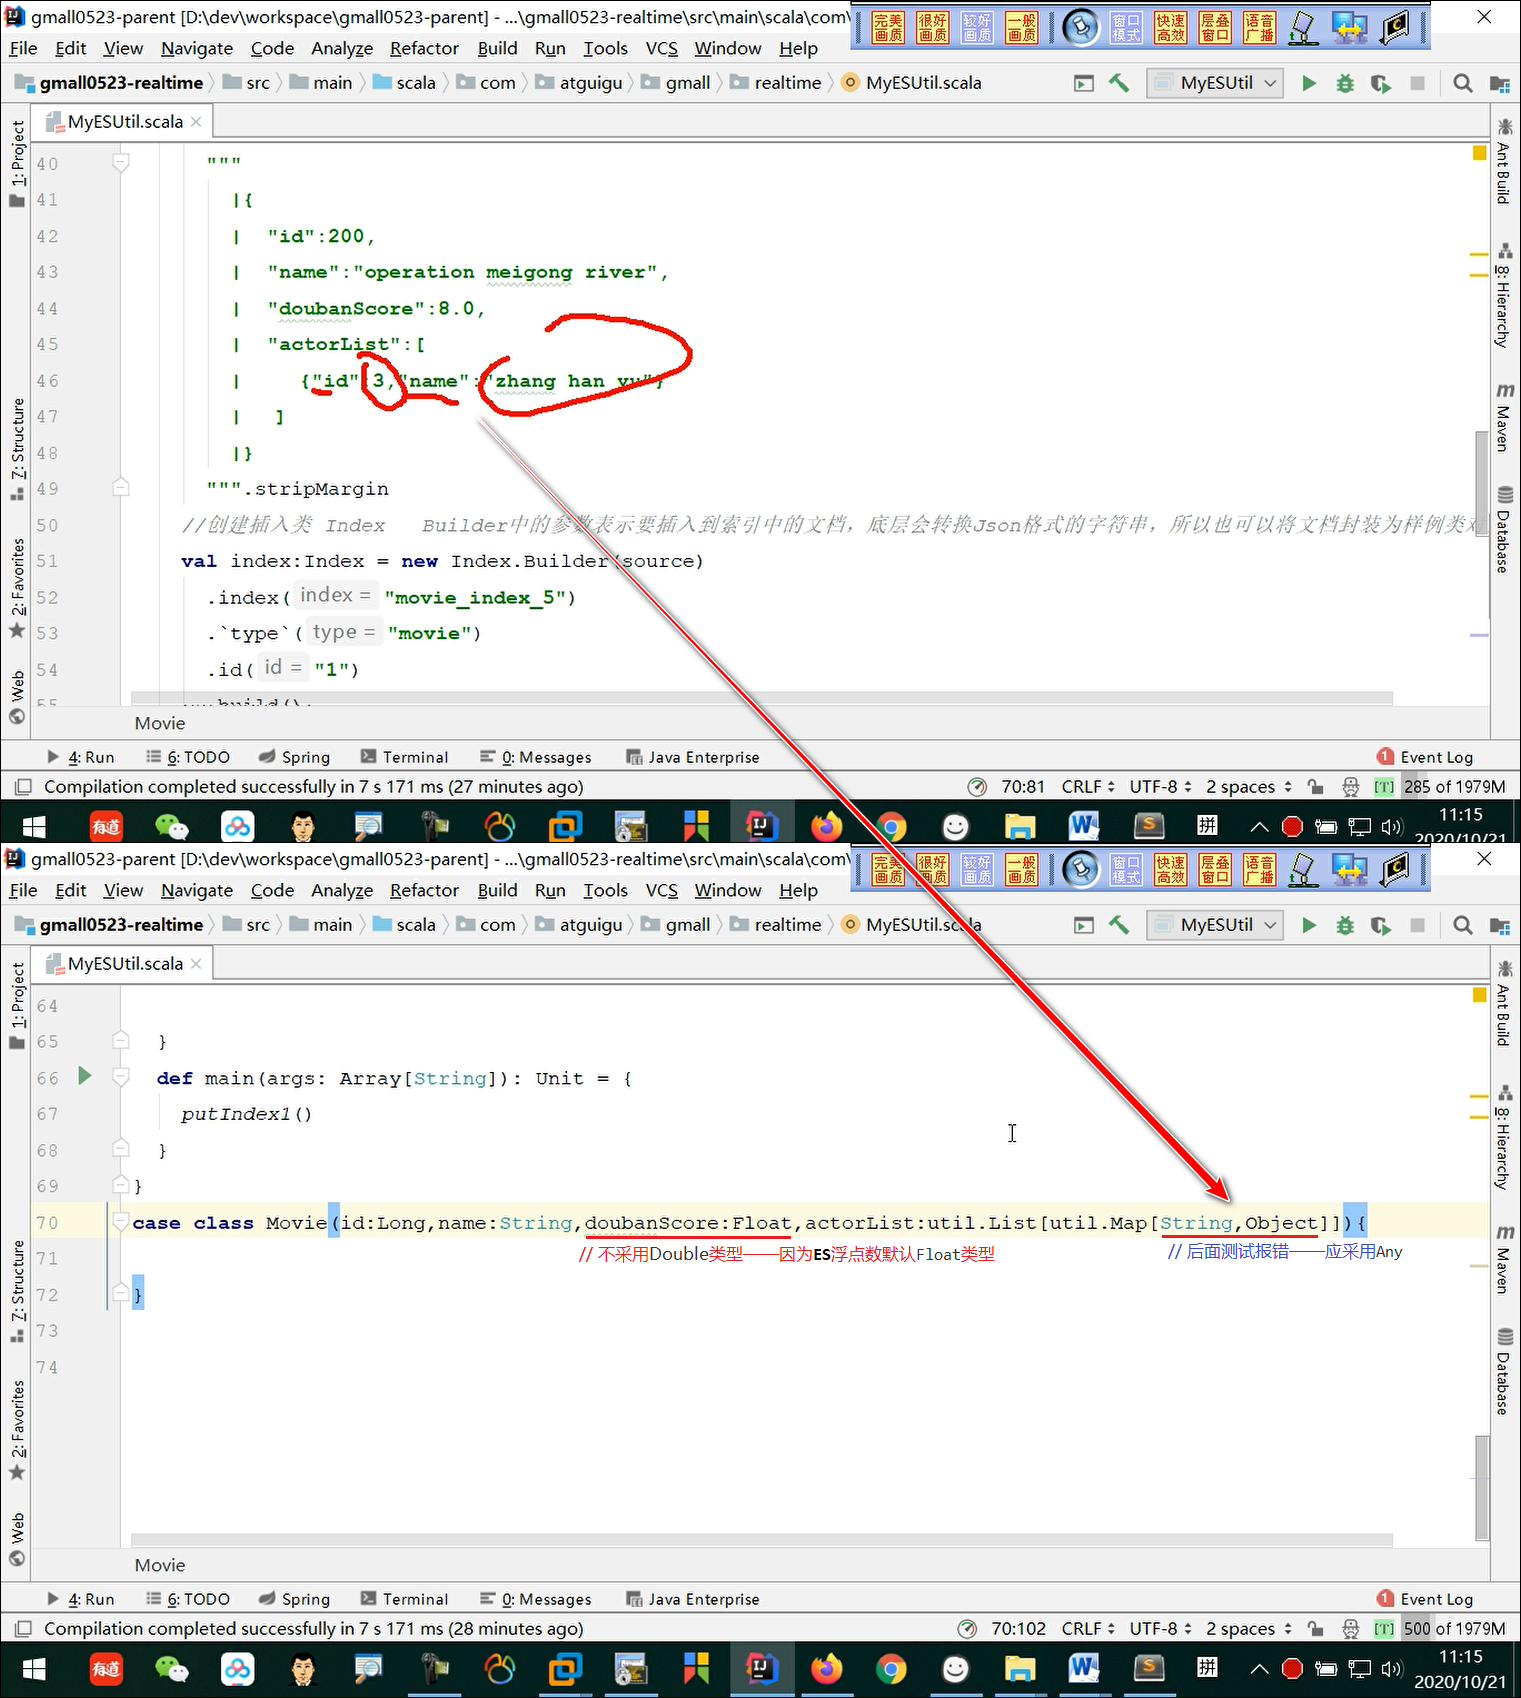 gmall0523-parent [D:\dev\workspace\gmall0523-parent] - ...\gmall0523-realtime\src\main\scala\com\
完美画质 很好画质 较好画质 一般画质 窗口模式 快速高效 层叠窗口 语音广播
File Edit View Navigate Code Analyze Refactor Build Run Tools VCS Window Help
gmall0523-realtime src main scala com atguigu gmall realtime MyESUtil.scala MyESUtil
MyESUtil.scala
1: Project
7: Structure
2: Favorites
Web
Ant Build
8: Hierarchy
Maven
Database
40 """
41 |{
42 | "id":200,
43 | "name":"operation meigong river",
44 | "doubanScore":8.0,
45 | "actorList":[
46 | {"id":3,"name":"zhang han yu"}
47 | ]
48 |}
49 """.stripMargin
50 //创建插入类 Index Builder中的参数表示要插入到索引中的文档，底层会转换Json格式的字符串，所以也可以将文档封装为样例类对
51 val index:Index = new Index.Builder(source)
52 .index( index = "movie_index_5")
53 .`type`( type = "movie")
54 .id( id = "1")
55 .build()
Movie
4: Run 6: TODO Spring Terminal 0: Messages Java Enterprise 1 Event Log
Compilation completed successfully in 7 s 171 ms (27 minutes ago) 70:81 CRLF UTF-8 2 spaces [T] 285 of 1979M
有道 IJ W S 拼 11:15
2020/10/21
gmall0523-parent [D:\dev\workspace\gmall0523-parent] - ...\gmall0523-realtime\src\main\scala\com\
完美画质 很好画质 较好画质 一般画质 窗口模式 快速高效 层叠窗口 语音广播
File Edit View Navigate Code Analyze Refactor Build Run Tools VCS Window Help
gmall0523-realtime src main scala com atguigu gmall realtime MyESUtil.scala MyESUtil
MyESUtil.scala
1: Project
7: Structure
2: Favorites
Web
Ant Build
8: Hierarchy
Maven
Database
64
65 }
66 def main(args: Array[String]): Unit = {
67 putIndex1()
68 }
69 }
70 case class Movie(id:Long,name:String,doubanScore:Float,actorList:util.List[util.Map[String,Object]]){
// 不采用Double类型——因为ES浮点数默认Float类型 // 后面测试报错——应采用Any
71
72 }
73
74
Movie
4: Run 6: TODO Spring Terminal 0: Messages Java Enterprise 1 Event Log
Compilation completed successfully in 7 s 171 ms (28 minutes ago) 70:102 CRLF UTF-8 2 spaces [T] 500 of 1979M
有道 IJ W S 拼 11:15
2020/10/21